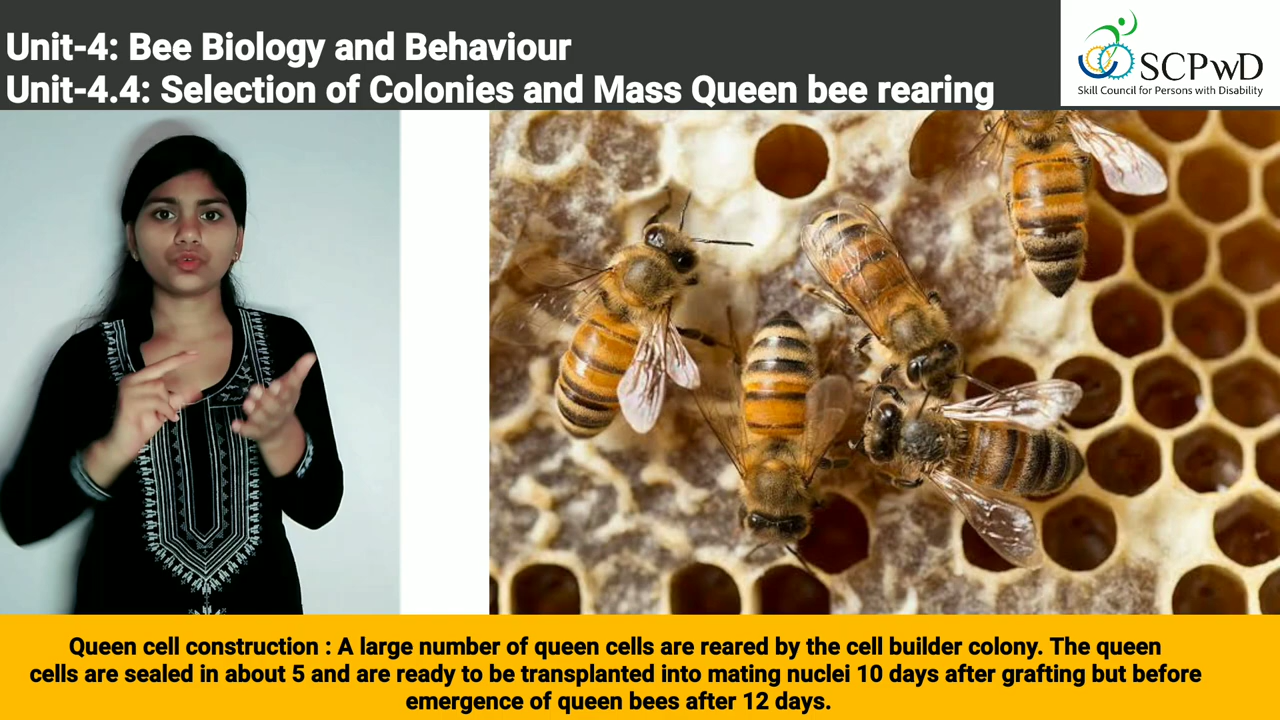 Unit-4: Bee Biology and Behaviour
Unit-4.4: Selection of Colonies and Mass Queen bee rearing
SCPwD
Skill Council for Persons with Disability
Queen cell construction : A large number of queen cells are reared by the cell builder colony. The queen
cells are sealed in about 5 and are ready to be transplanted into mating nuclei 10 days after grafting but before
emergence of queen bees after 12 days.